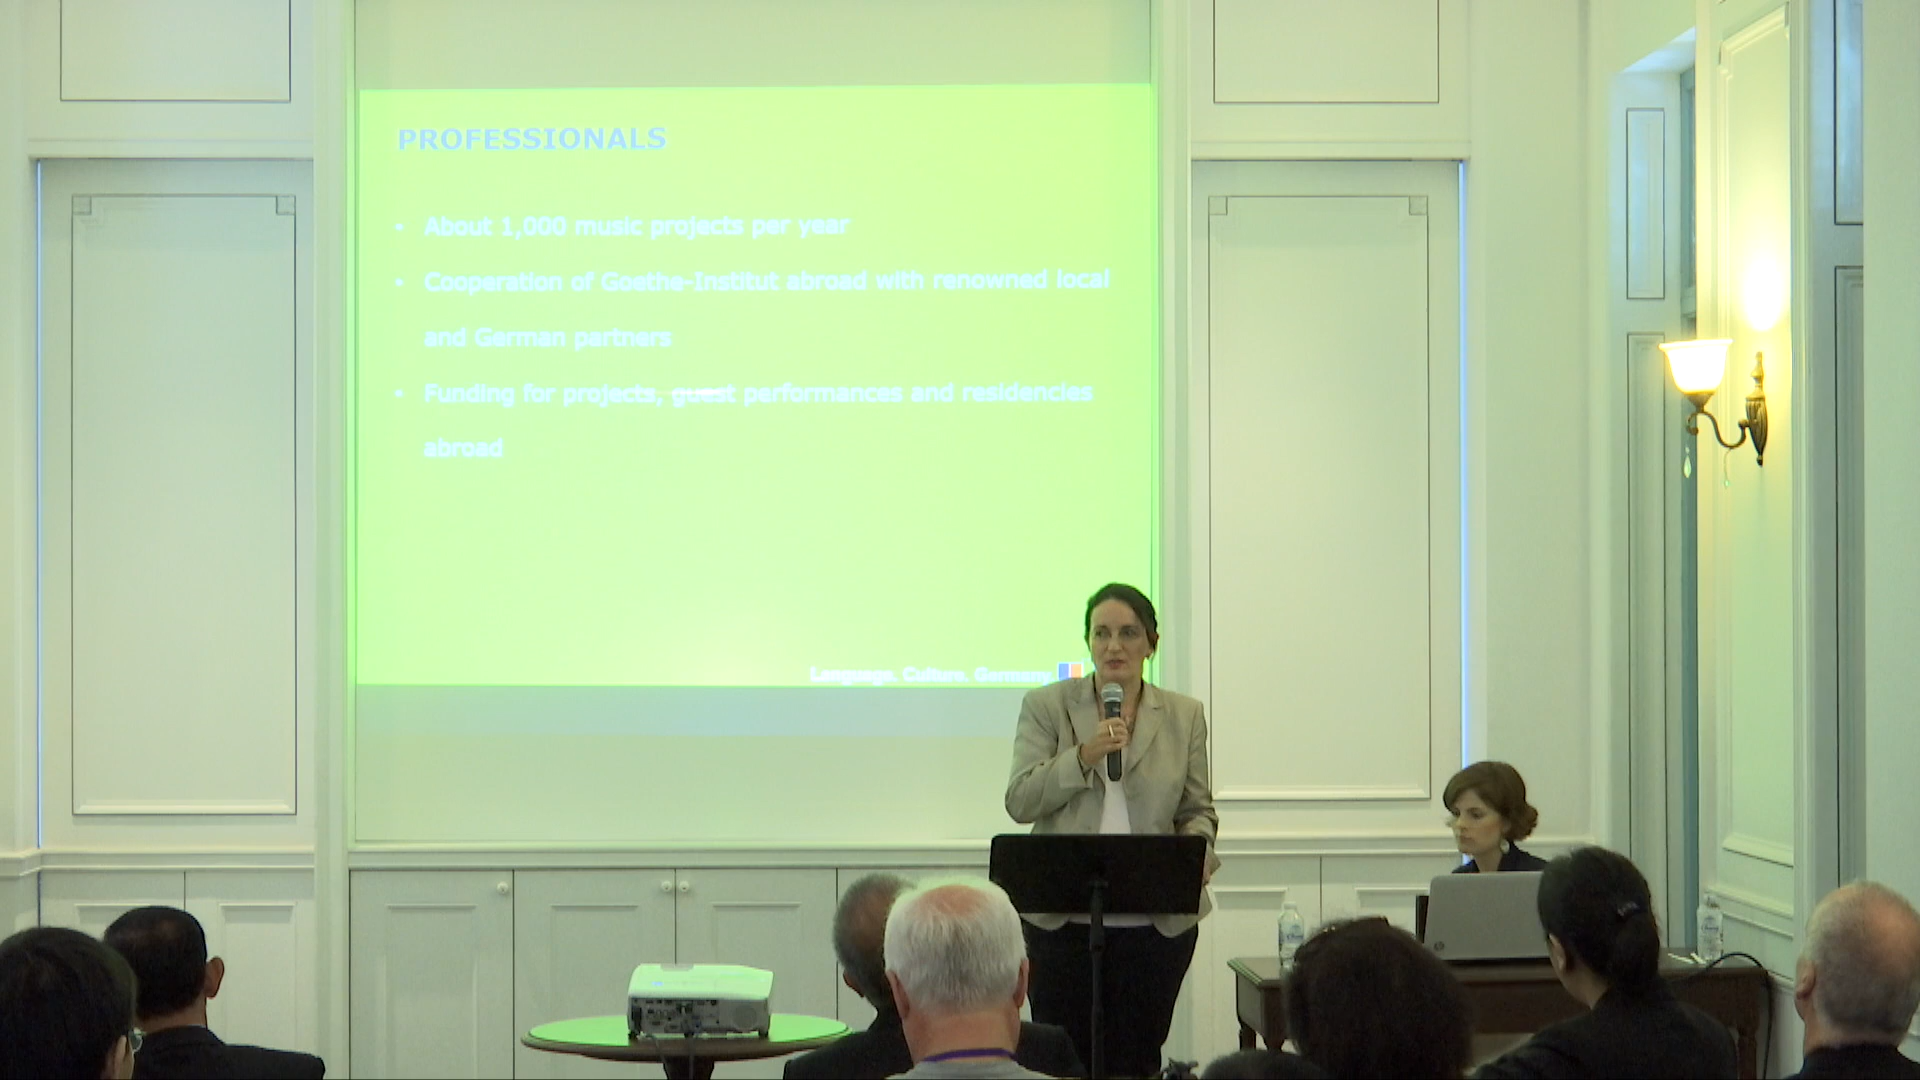 PROFESSIONALS
• About 1,000 music projects per year
• Cooperation of Goethe-Institut abroad with renowned local
and German partners
• Funding for projects, guest performances and residencies
abroad
Language. Culture. Germany
hp